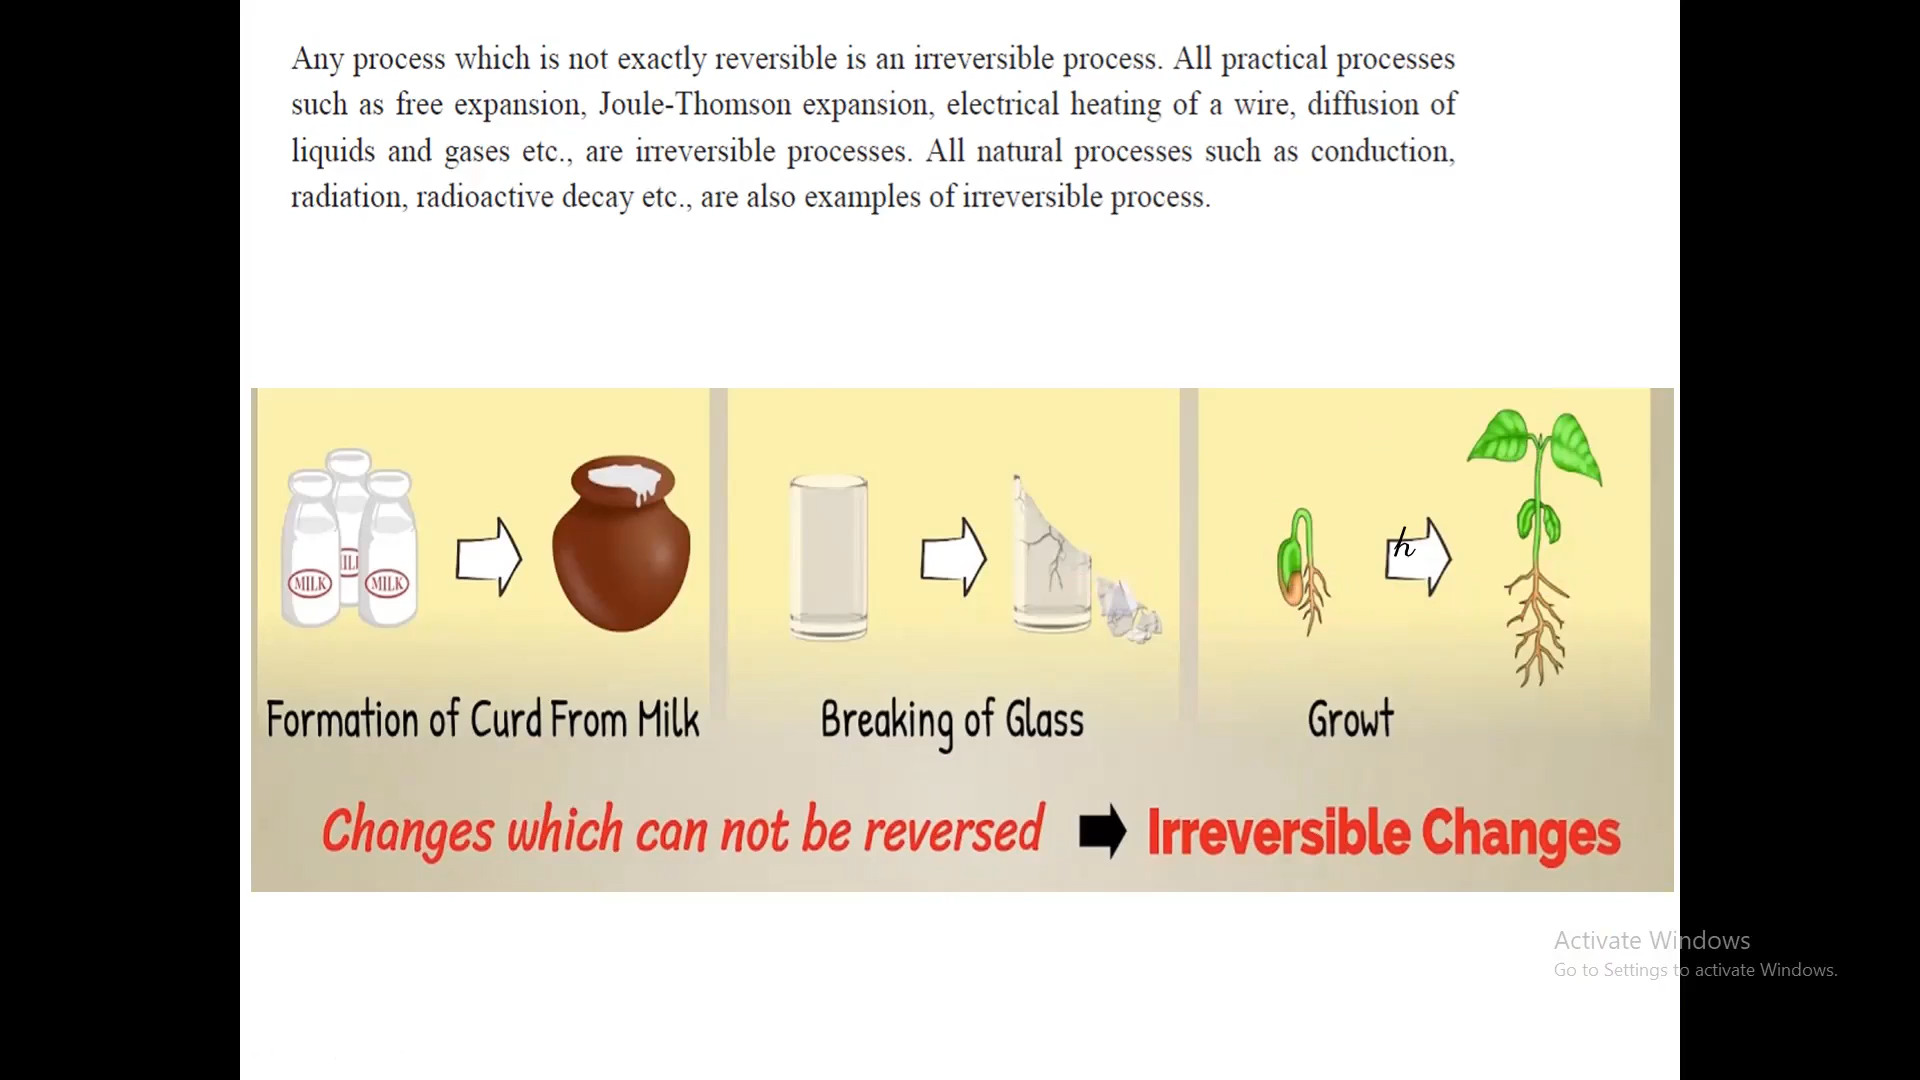 Any process which is not exactly reversible is an irreversible process. All practical processes
such as free expansion, Joule-Thomson expansion, electrical heating of a wire, diffusion of
liquids and gases etc., are irreversible processes. All natural processes such as conduction,
radiation, radioactive decay etc., are also examples of irreversible process.
MILK
MILK
h
Formation of Curd From Milk
Breaking of Glass
Growt
Changes which can not be reversed
Irreversible Changes
Activate Windows
Go to Settings to activate Windows.